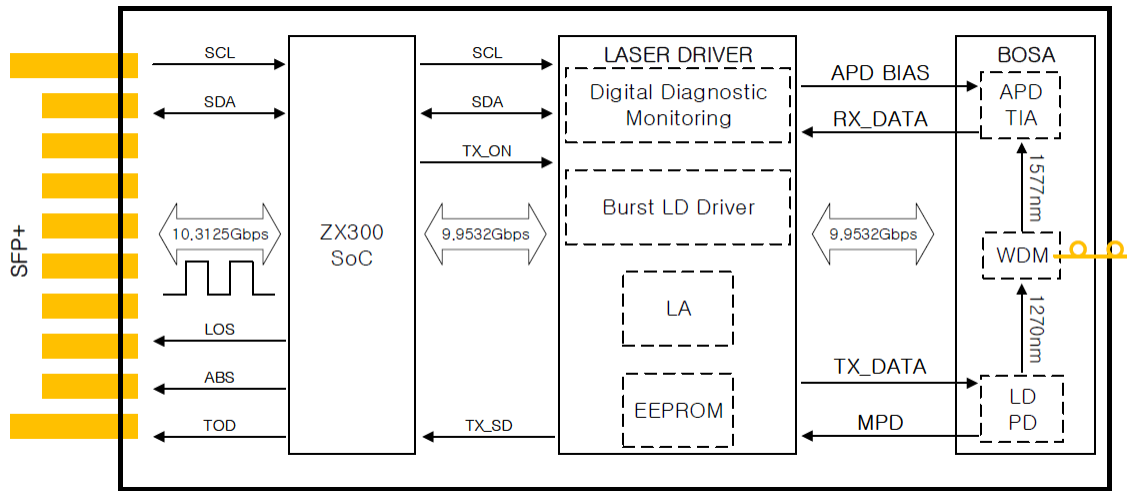 SFP+
SCL
SDA
10,3125Gbps
LOS
ABS
TOD
ZX300
SoC
SCL
SDA
TX_ON
9,9532Gbps
TX_SD
LASER DRIVER
Digital Diagnostic
Monitoring
Burst LD Driver
LA
EEPROM
APD BIAS
RX_DATA
9,9532Gbps
TX_DATA
MPD
BOSA
APD
TIA
1577nm
WDM
1270nm
LD
PD